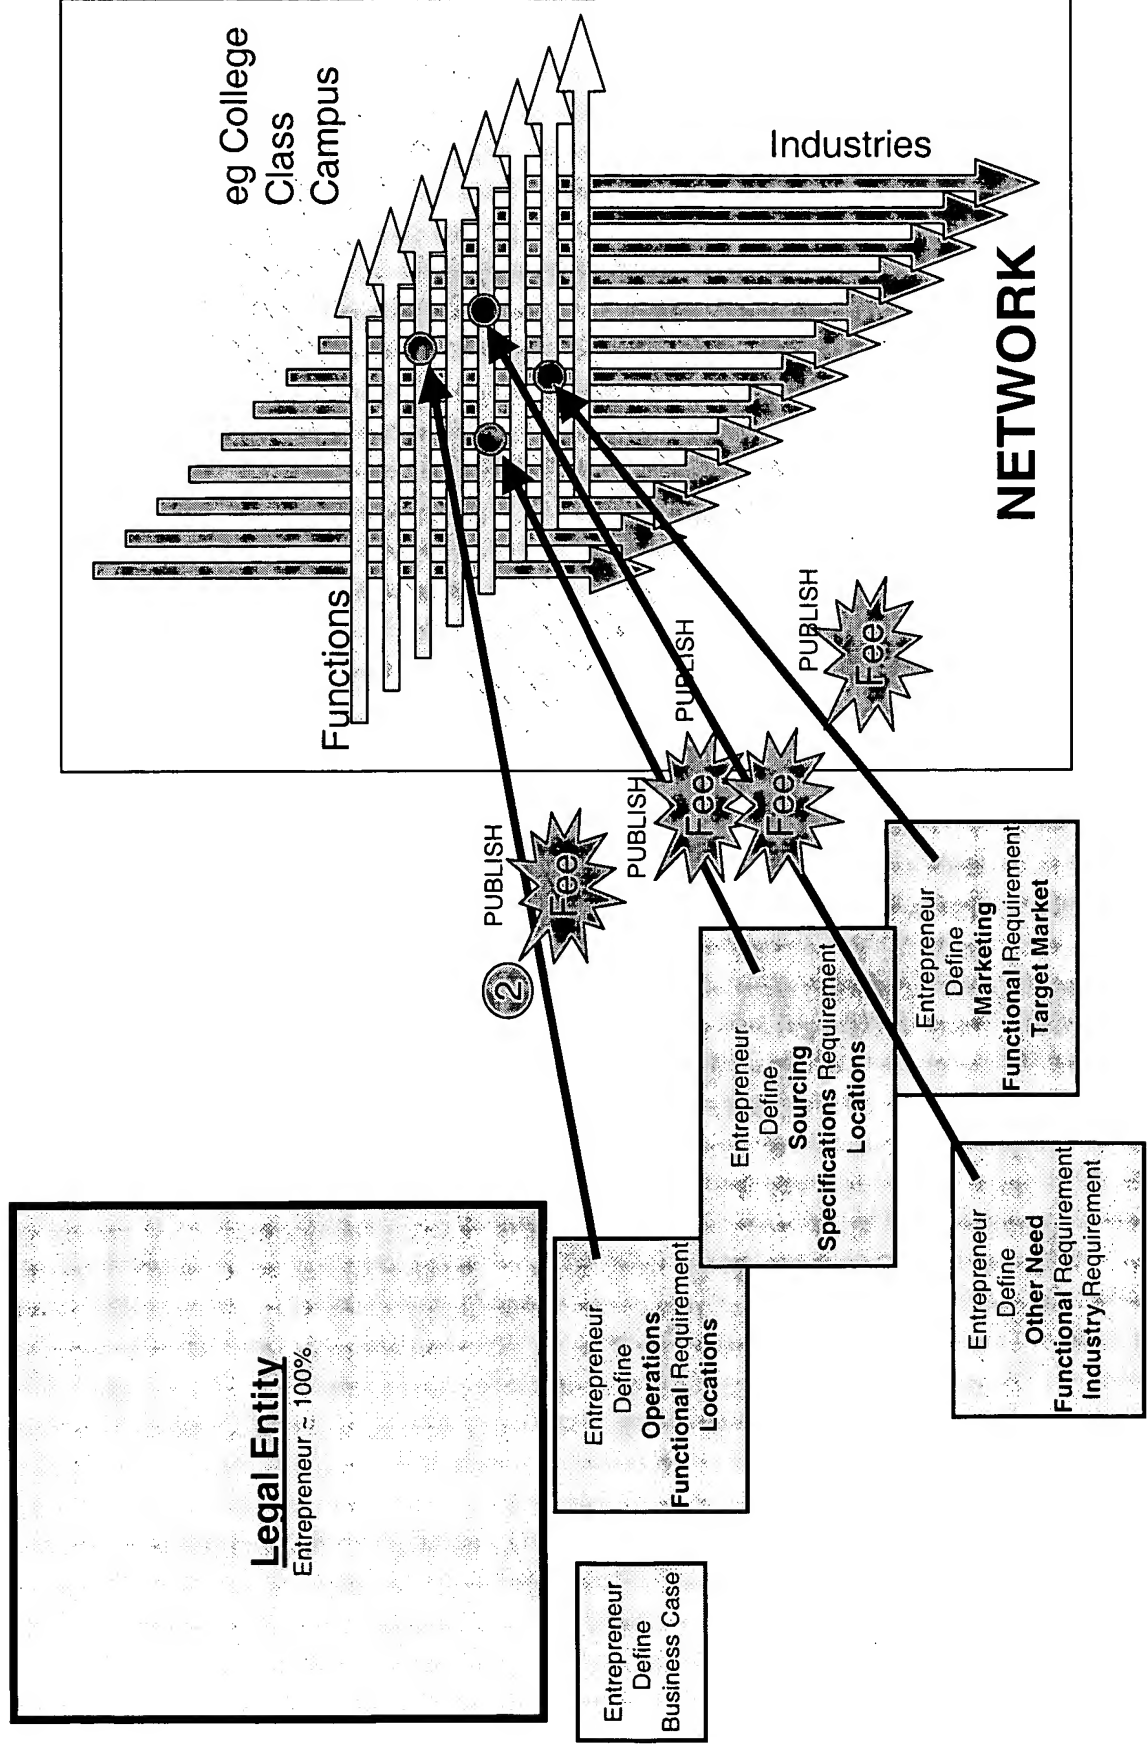 Legal Entity
Entrepreneur ~ 100%
Entrepreneur
Define
Business Case
Entrepreneur
Define
Operations
Functional Requirement
Locations
Entrepreneur
Define
Sourcing
Specifications Requirement
Locations
Entrepreneur
Define
Other Need
Functional Requirement
Industry Requirement
Entrepreneur
Define
Marketing
Functional Requirement
Target Market
2
PUBLISH
Fee
PUBLISH
Fee
PUBLISH
Fee
PUBLISH
Fee
Functions
eg College
Class
Campus
Industries
NETWORK